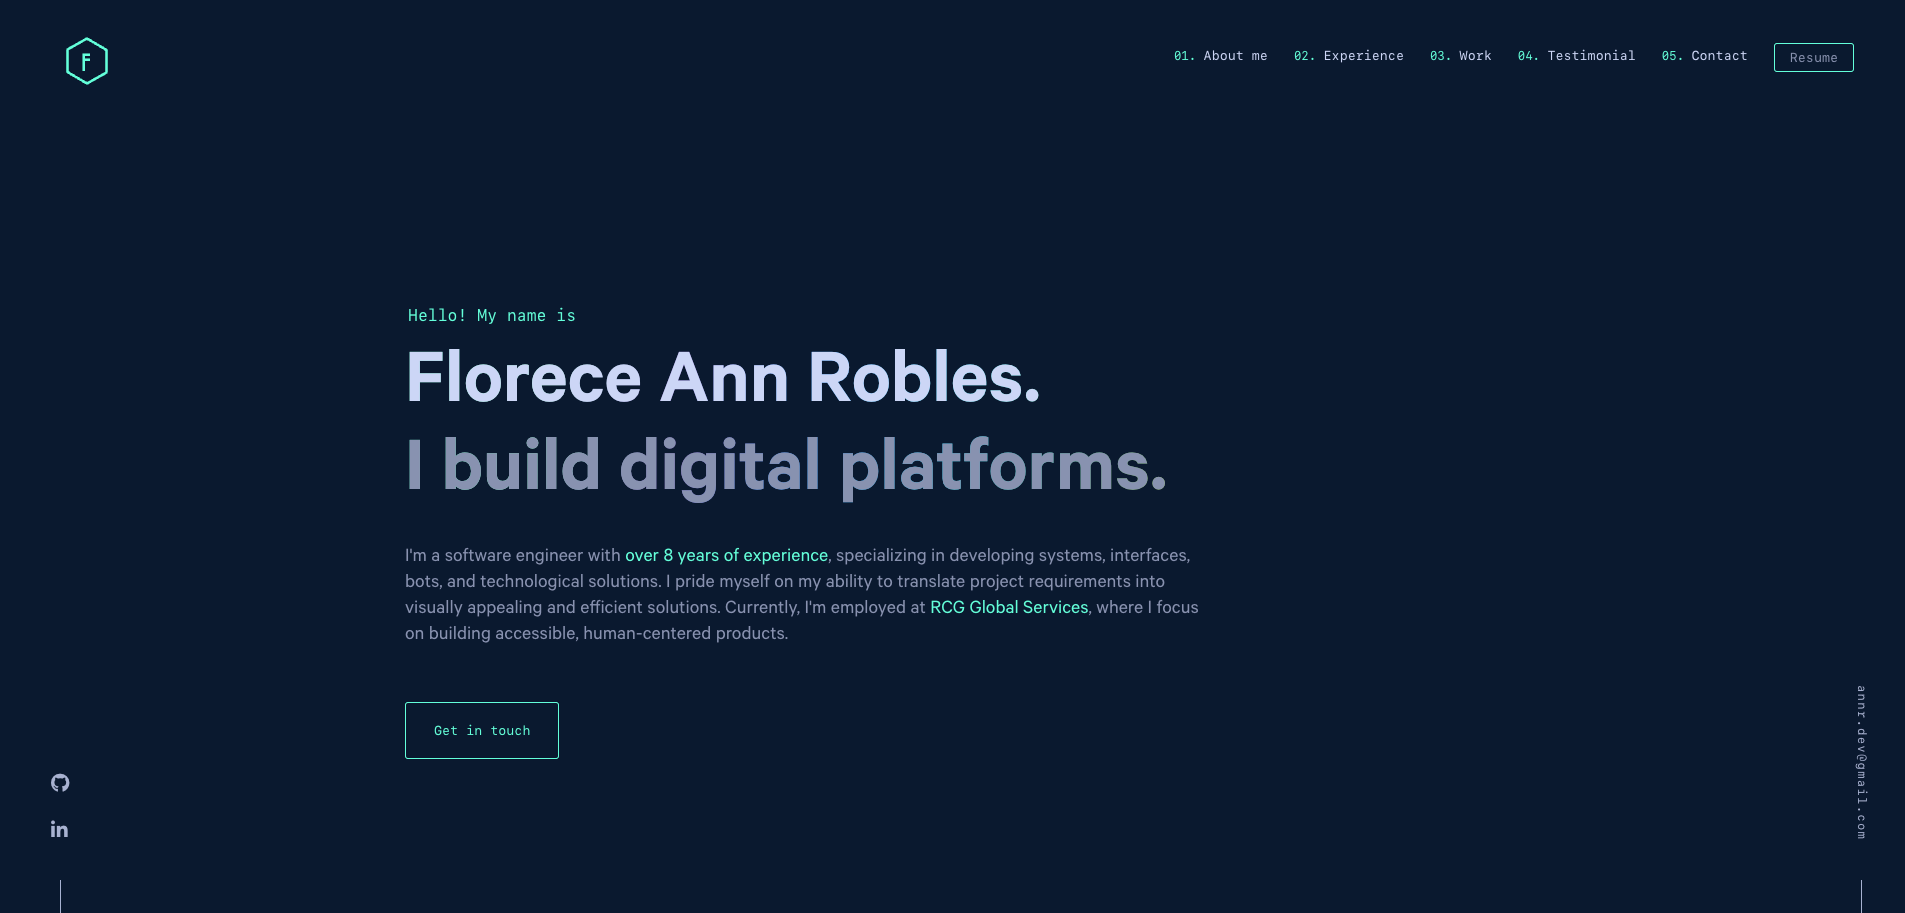 F
01. About me 02. Experience 03. Work 04. Testimonial 05. Contact Resume
Hello! My name is
Florece Ann Robles.
I build digital platforms.
I'm a software engineer with over 8 years of experience, specializing in developing systems, interfaces,
bots, and technological solutions. I pride myself on my ability to translate project requirements into
visually appealing and efficient solutions. Currently, I'm employed at RCG Global Services, where I focus
on building accessible, human-centered products.
Get in touch
in
annr.dev@gmail.com